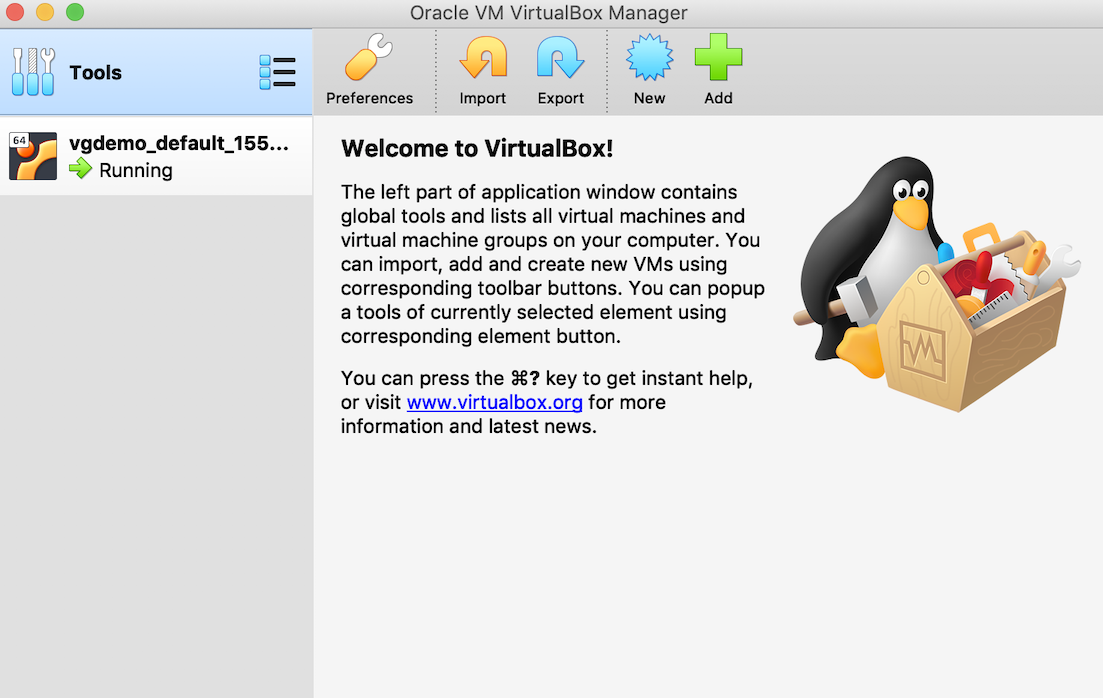 Oracle VM VirtualBox Manager
Tools
Preferences
Import
Export
New
Add
64
vgdemo_default_155...
Running
Welcome to VirtualBox!
The left part of application window contains
global tools and lists all virtual machines and
virtual machine groups on your computer. You
can import, add and create new VMs using
corresponding toolbar buttons. You can popup
a tools of currently selected element using
corresponding element button.
You can press the ⌘? key to get instant help,
or visit www.virtualbox.org for more
information and latest news.